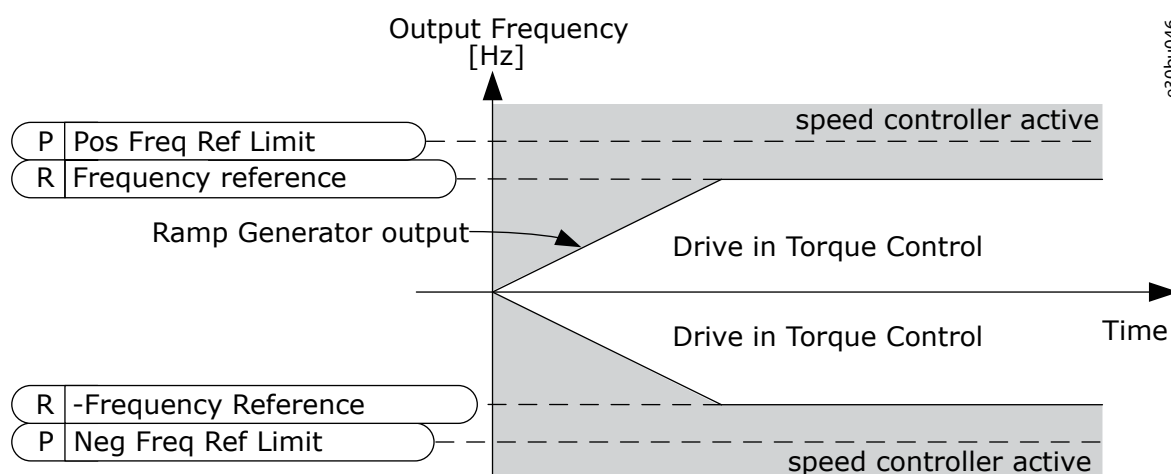 Output Frequency
[Hz]
speed controller active
P Pos Freq Ref Limit
R Frequency reference
Ramp Generator output
Drive in Torque Control
Drive in Torque Control
Time
R -Frequency Reference
P Neg Freq Ref Limit
speed controller active